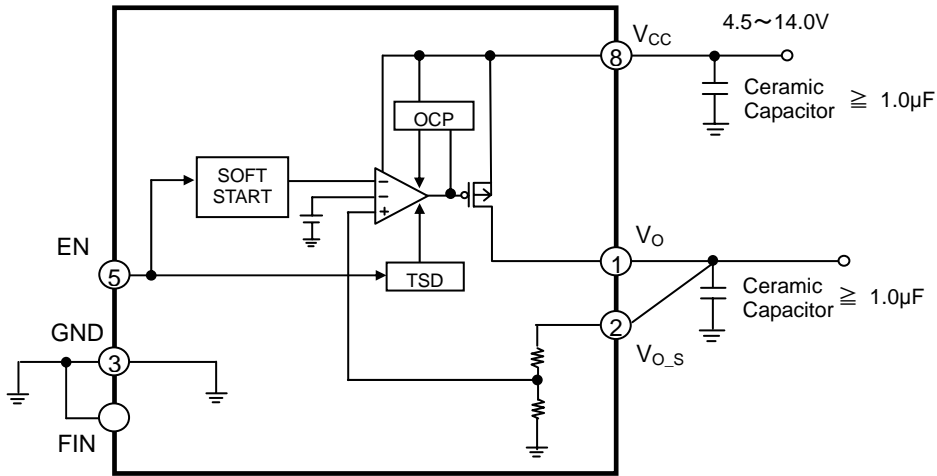 4.5～14.0V
VCC
8
Ceramic
Capacitor ≧ 1.0µF
OCP
SOFT
START
−
−
+
EN
5
TSD
VO
1
Ceramic
Capacitor ≧ 1.0µF
2
VO_S
GND
3
FIN